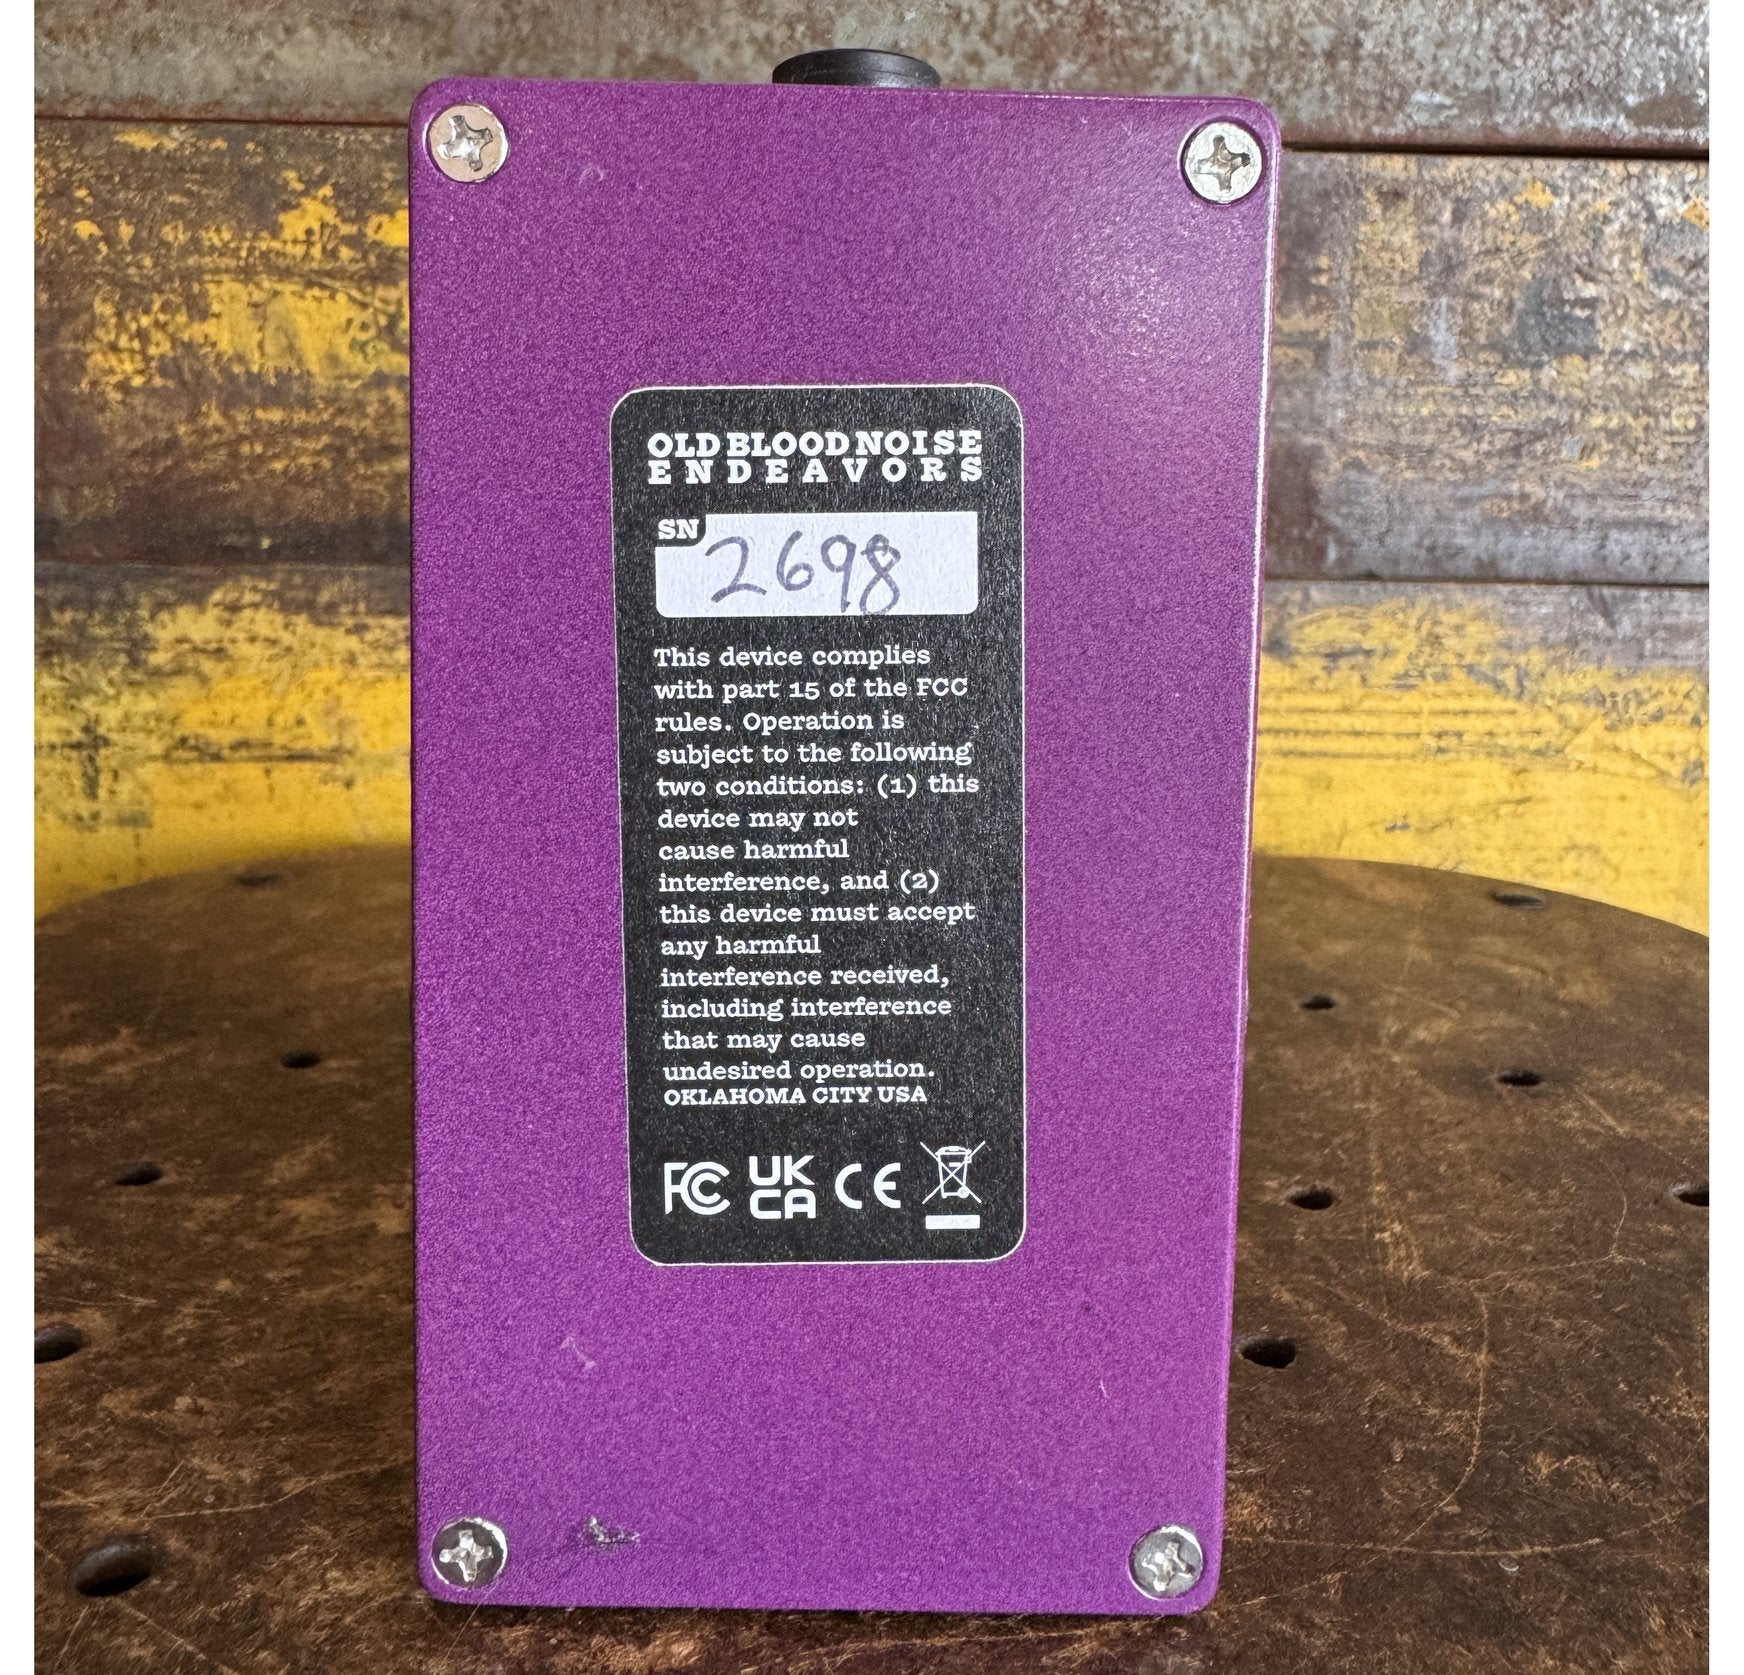 OLD BLOOD NOISE
ENDEAVORS
SN
2698
This device complies
with part 15 of the FCC
rules. Operation is
subject to the following
two conditions: (1) this
device may not
cause harmful
interference, and (2)
this device must accept
any harmful
interference received,
including interference
that may cause
undesired operation.
OKLAHOMA CITY USA
FC UK CA CE